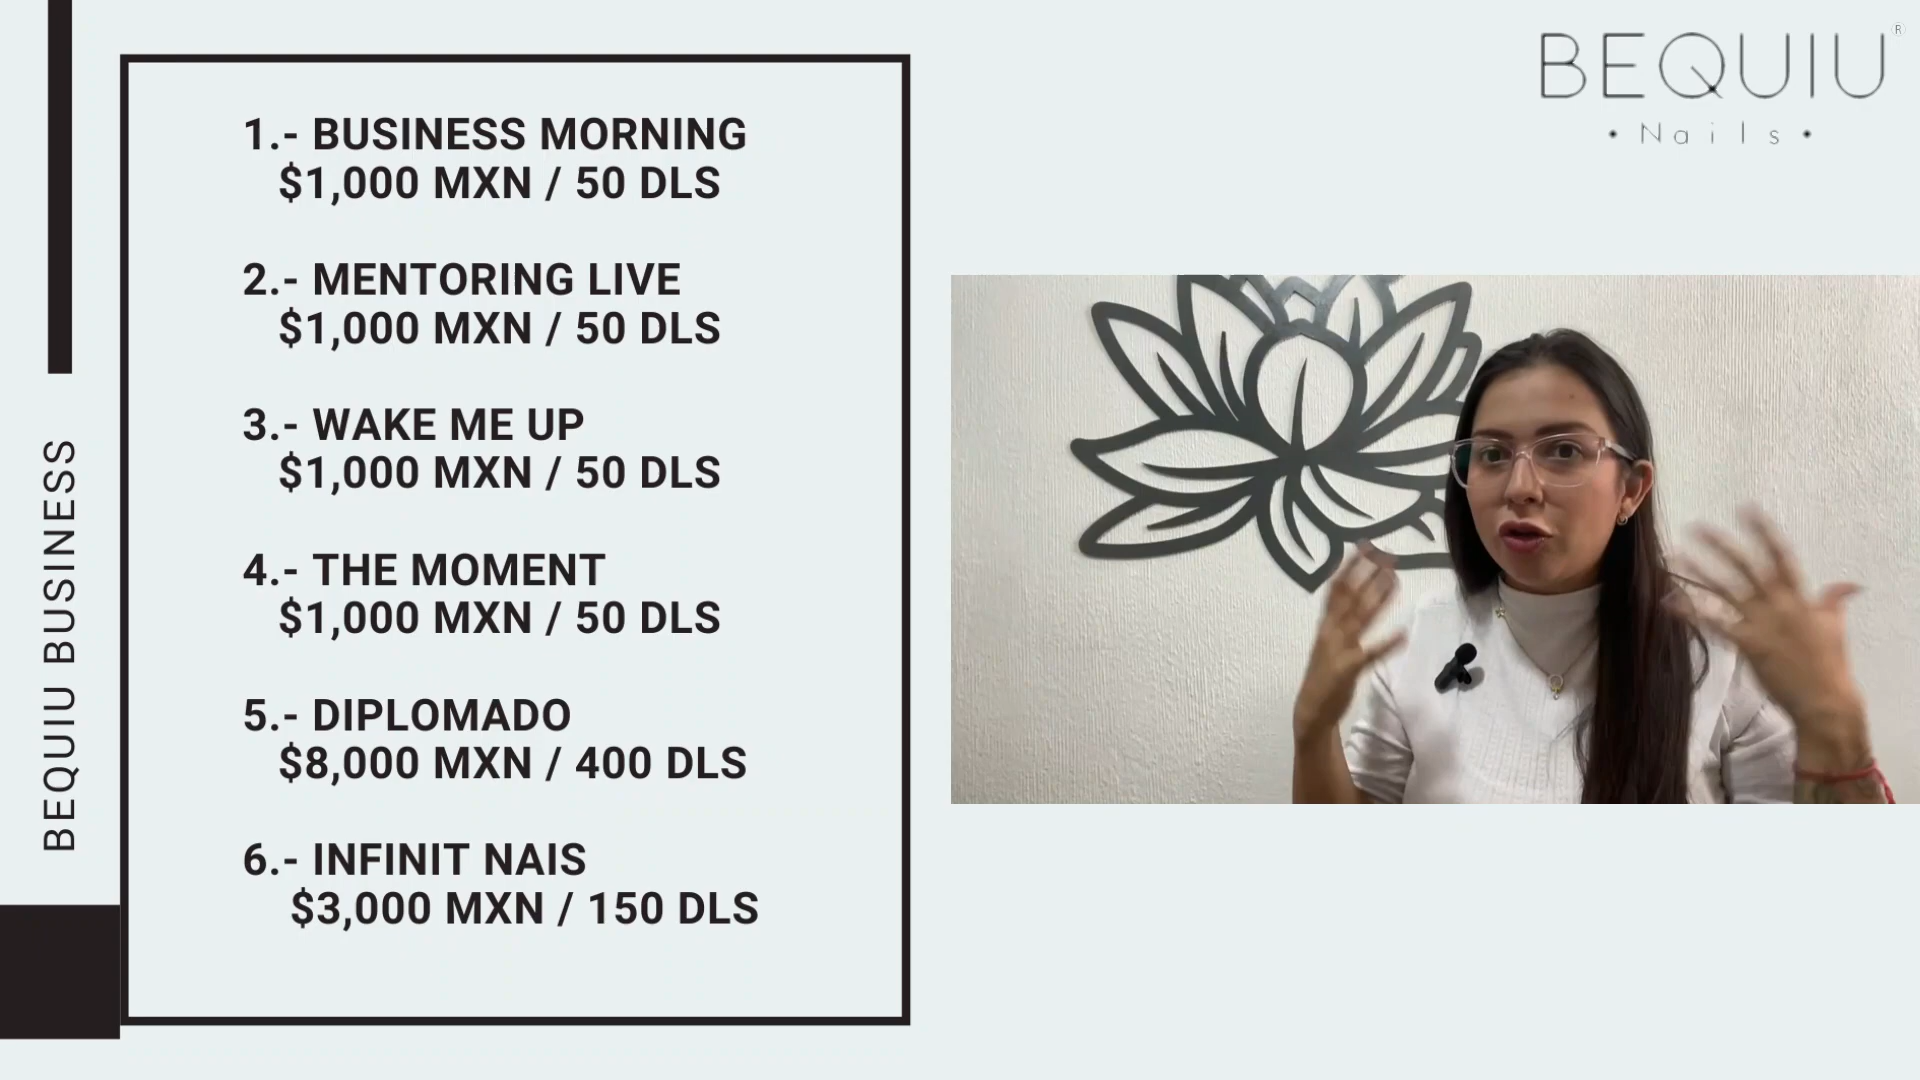 BEQUIU®
• Nails •
1.- BUSINESS MORNING
$1,000 MXN / 50 DLS
2.- MENTORING LIVE
$1,000 MXN / 50 DLS
3.- WAKE ME UP
$1,000 MXN / 50 DLS
4.- THE MOMENT
$1,000 MXN / 50 DLS
5.- DIPLOMADO
$8,000 MXN / 400 DLS
6.- INFINIT NAIS
$3,000 MXN / 150 DLS
BEQUIU BUSINESS